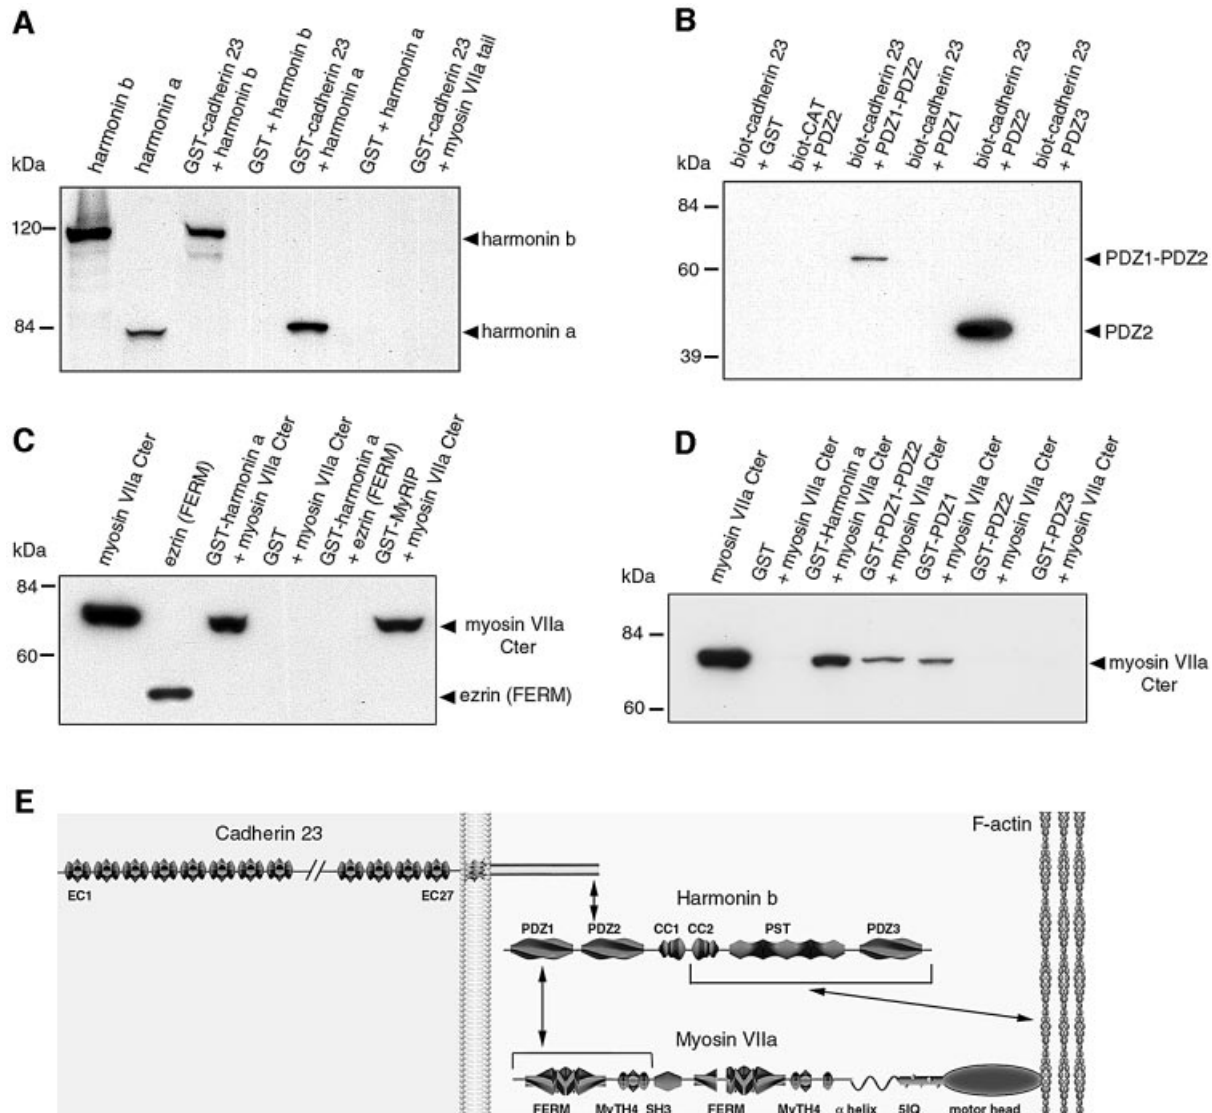 A
harmonin b
harmonin a
GST-cadherin 23
+ harmonin b
GST + harmonin b
GST-cadherin 23
+ harmonin a
GST + harmonin a
GST-cadherin 23
+ myosin VIIa tail
kDa
120
84
harmonin b
harmonin a
B
biot-cadherin 23
+ GST
biot-CAT
+ PDZ2
biot-cadherin 23
+ PDZ1-PDZ2
biot-cadherin 23
+ PDZ1
biot-cadherin 23
+ PDZ2
biot-cadherin 23
+ PDZ3
kDa
84
60
39
PDZ1-PDZ2
PDZ2
C
myosin VIIa Cter
ezrin (FERM)
GST-harmonin a
+ myosin VIIa Cter
GST
+ myosin VIIa Cter
GST-harmonin a
+ ezrin (FERM)
GST-MyRIP
+ myosin VIIa Cter
kDa
84
60
myosin VIIa
Cter
ezrin (FERM)
D
myosin VIIa Cter
GST
+ myosin VIIa Cter
GST-Harmonin a
+ myosin VIIa Cter
GST-PDZ1-PDZ2
+ myosin VIIa Cter
GST-PDZ1
+ myosin VIIa Cter
GST-PDZ2
+ myosin VIIa Cter
GST-PDZ3
+ myosin VIIa Cter
kDa
84
60
myosin VIIa
Cter
E
Cadherin 23
F-actin
EC1
EC27
Harmonin b
PDZ1 PDZ2 CC1 CC2 PST PDZ3
Myosin VIIa
FERM MyTH4 SH3 FERM MyTH4 α helix 5IQ motor head